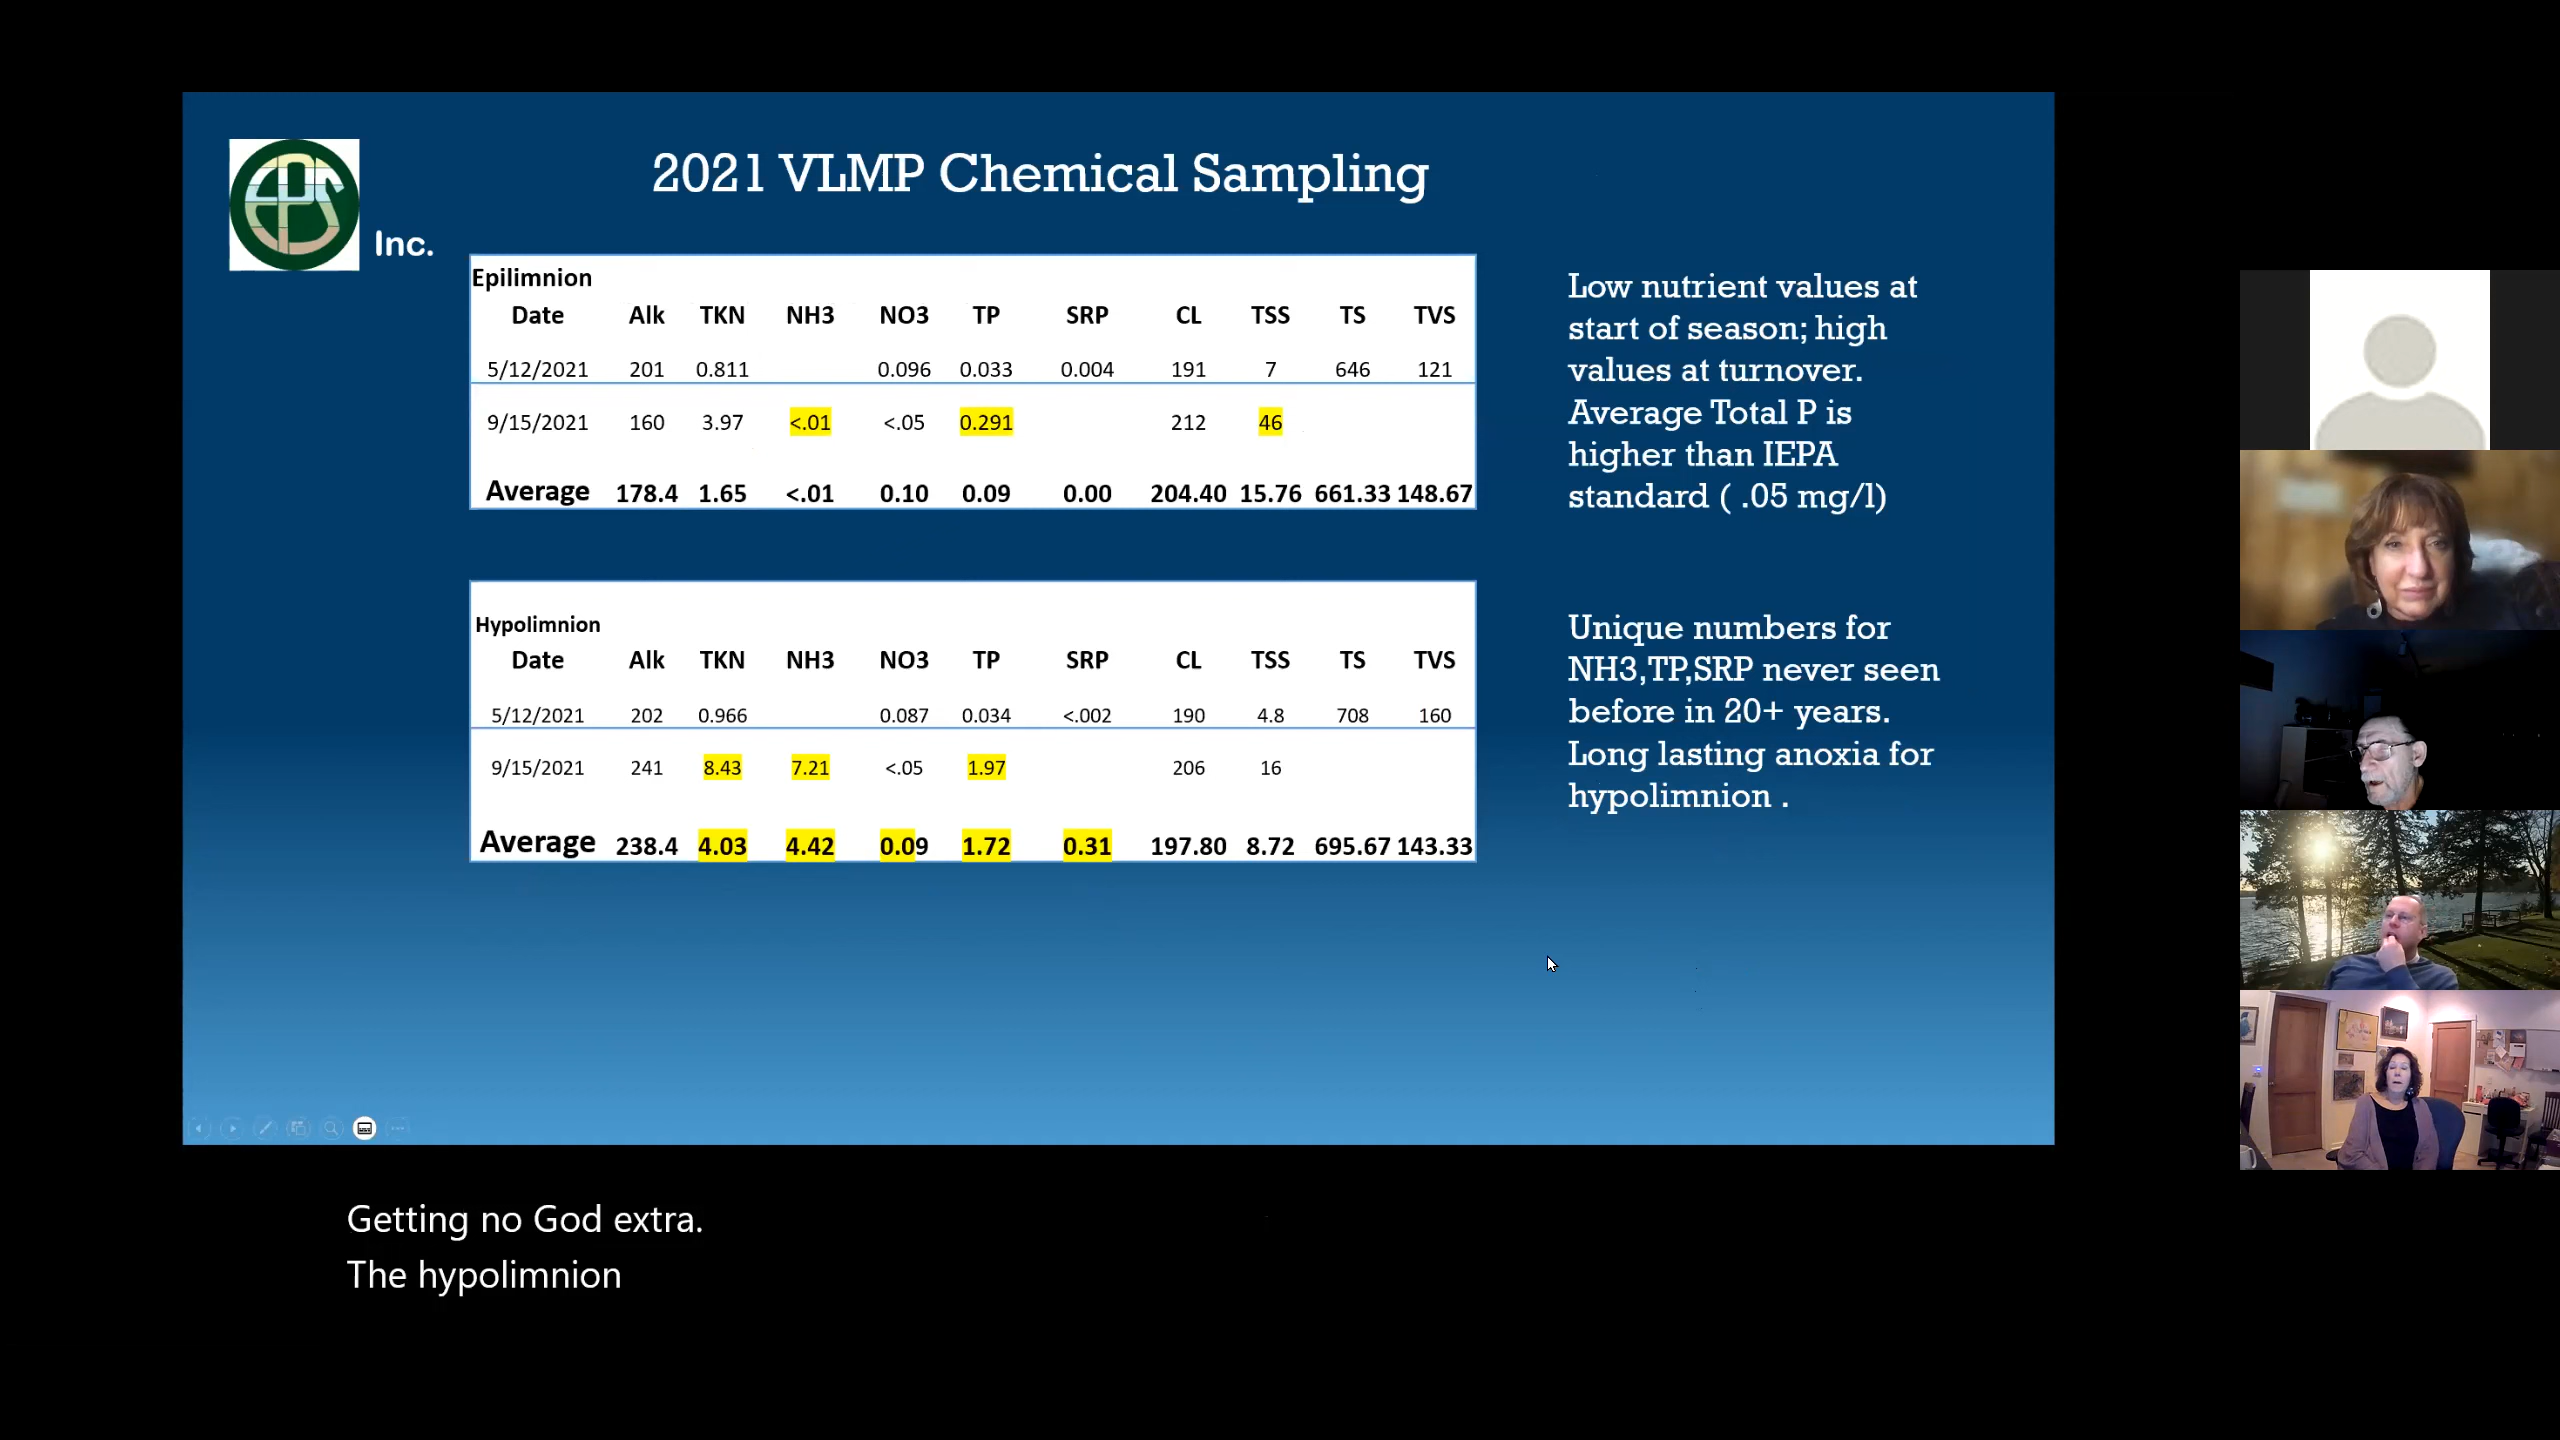 2021 VLMP Chemical Sampling
EPS
Inc.
Epilimnion
Date Alk TKN NH3 NO3 TP SRP CL TSS TS TVS
5/12/2021 201 0.811 0.096 0.033 0.004 191 7 646 121
9/15/2021 160 3.97 <.01 <.05 0.291 212 46
Average 178.4 1.65 <.01 0.10 0.09 0.00 204.40 15.76 661.33 148.67
Low nutrient values at
start of season; high
values at turnover.
Average Total P is
higher than IEPA
standard ( .05 mg/l)
Hypolimnion
Date Alk TKN NH3 NO3 TP SRP CL TSS TS TVS
5/12/2021 202 0.966 0.087 0.034 <.002 190 4.8 708 160
9/15/2021 241 8.43 7.21 <.05 1.97 206 16
Average 238.4 4.03 4.42 0.09 1.72 0.31 197.80 8.72 695.67 143.33
Unique numbers for
NH3,TP,SRP never seen
before in 20+ years.
Long lasting anoxia for
hypolimnion .
Getting no God extra.
The hypolimnion